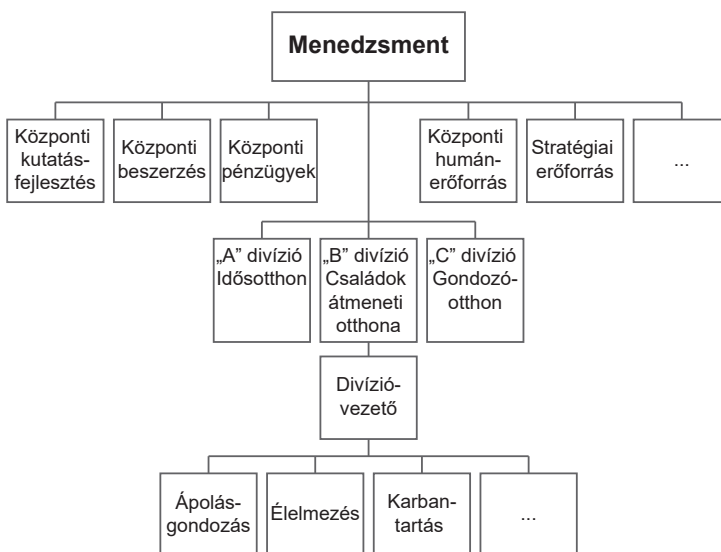 Menedzsment
Központi
kutatás-
fejlesztés
Központi
beszerzés
Központi
pénzügyek
Központi
humán-
erőforrás
Stratégiai
erőforrás
...
„A” divízió
Idősotthon
„B” divízió
Családok
átmeneti
otthona
„C” divízió
Gondozó-
otthon
Divízió-
vezető
Ápolás-
gondozás
Élelmezés
Karban-
tartás
...